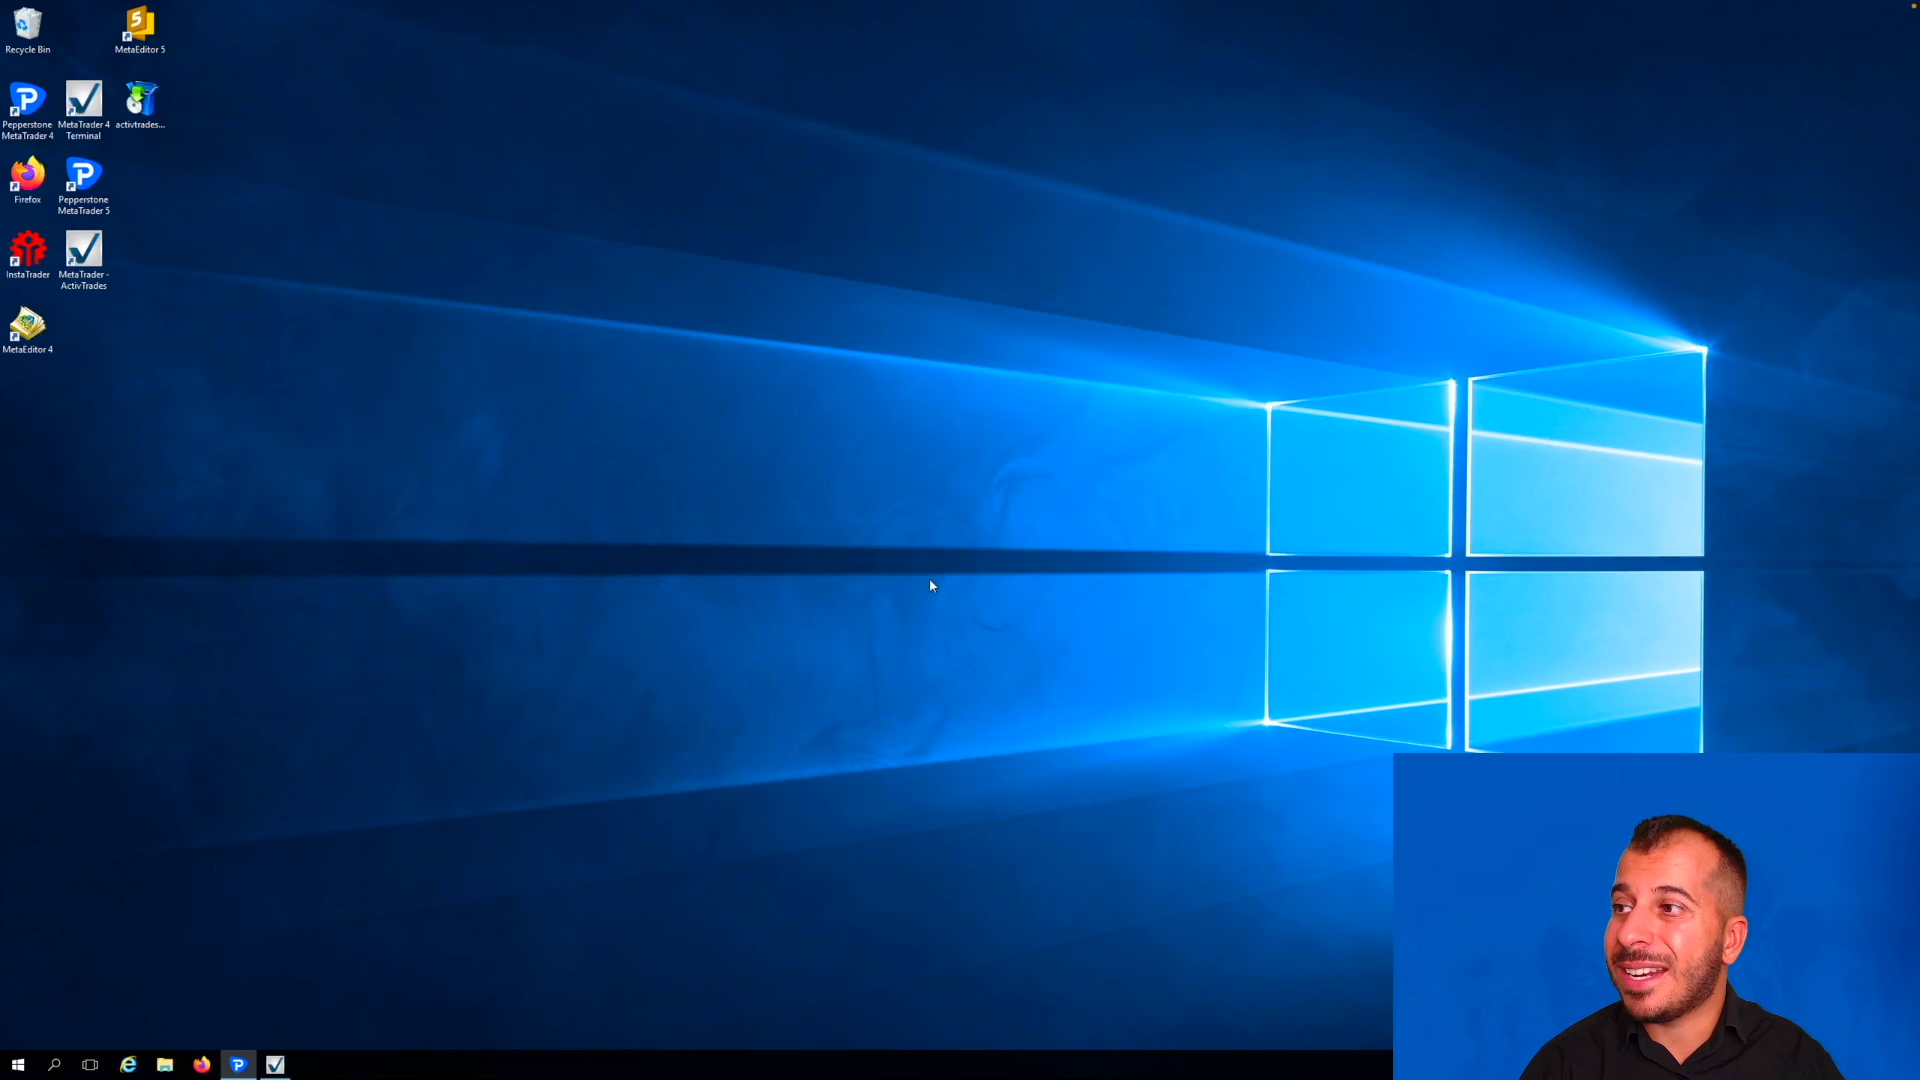 Recycle Bin
MetaEditor 5
Pepperstone
MetaTrader 4
MetaTrader 4
Terminal
activtrades...
Firefox
Pepperstone
MetaTrader 5
InstaTrader
MetaTrader -
ActivTrades
MetaEditor 4